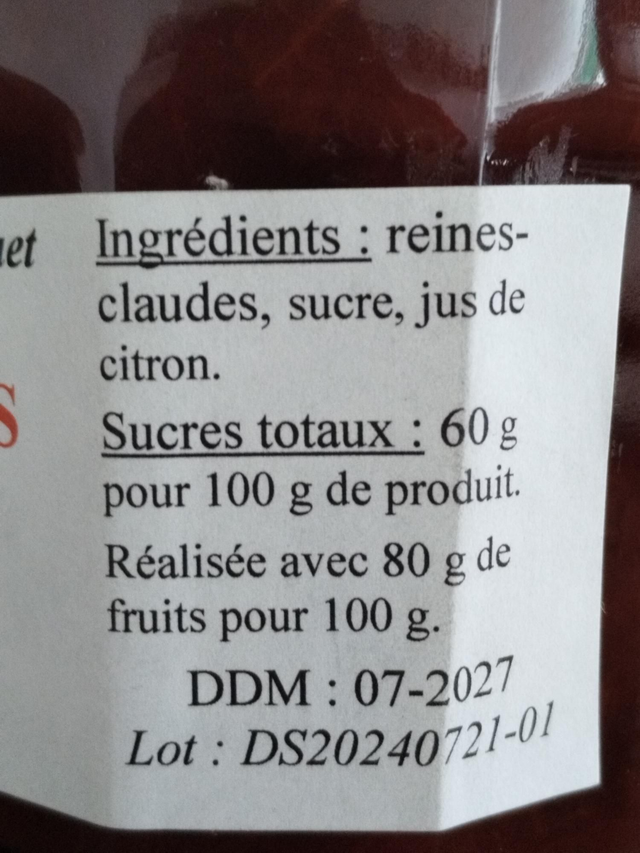 Ingrédients : reines-
claudes, sucre, jus de
citron.
Sucres totaux : 60 g
pour 100 g de produit.
Réalisée avec 80 g de
fruits pour 100 g.
DDM : 07-2027
Lot : DS20240721-01